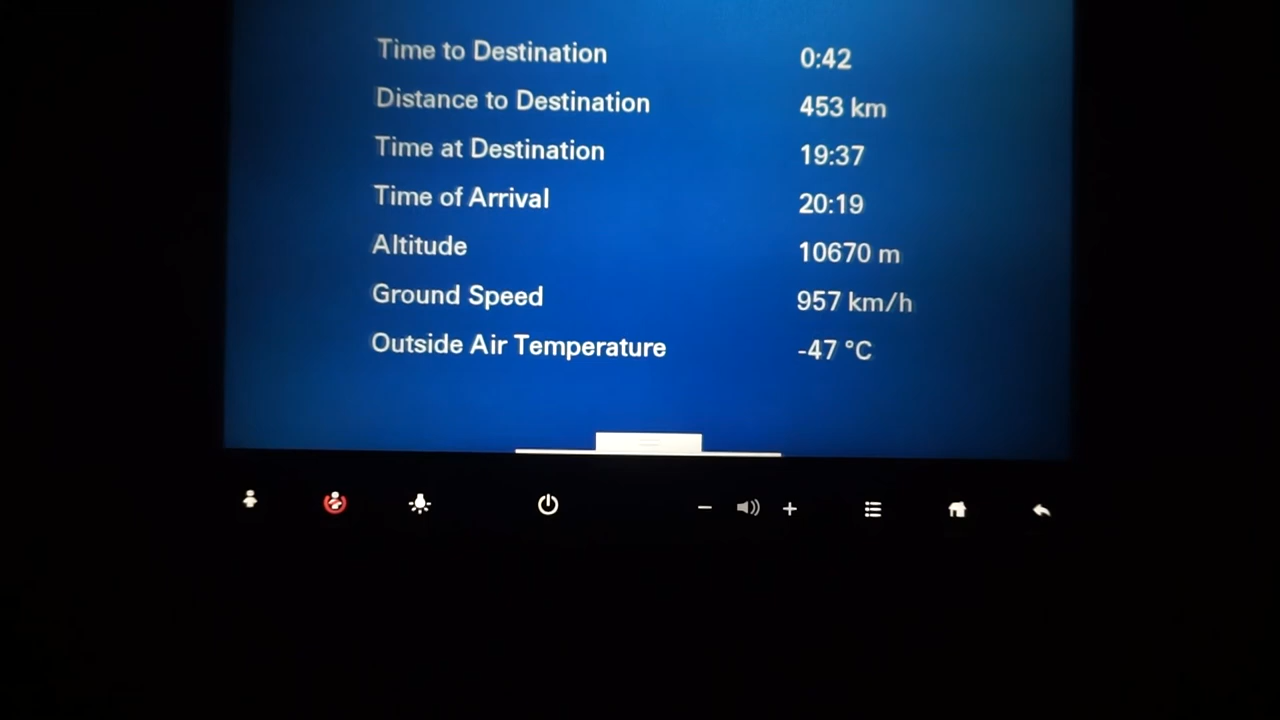 Time to Destination 0:42
Distance to Destination 453 km
Time at Destination 19:37
Time of Arrival 20:19
Altitude 10670 m
Ground Speed 957 km/h
Outside Air Temperature -47 °C